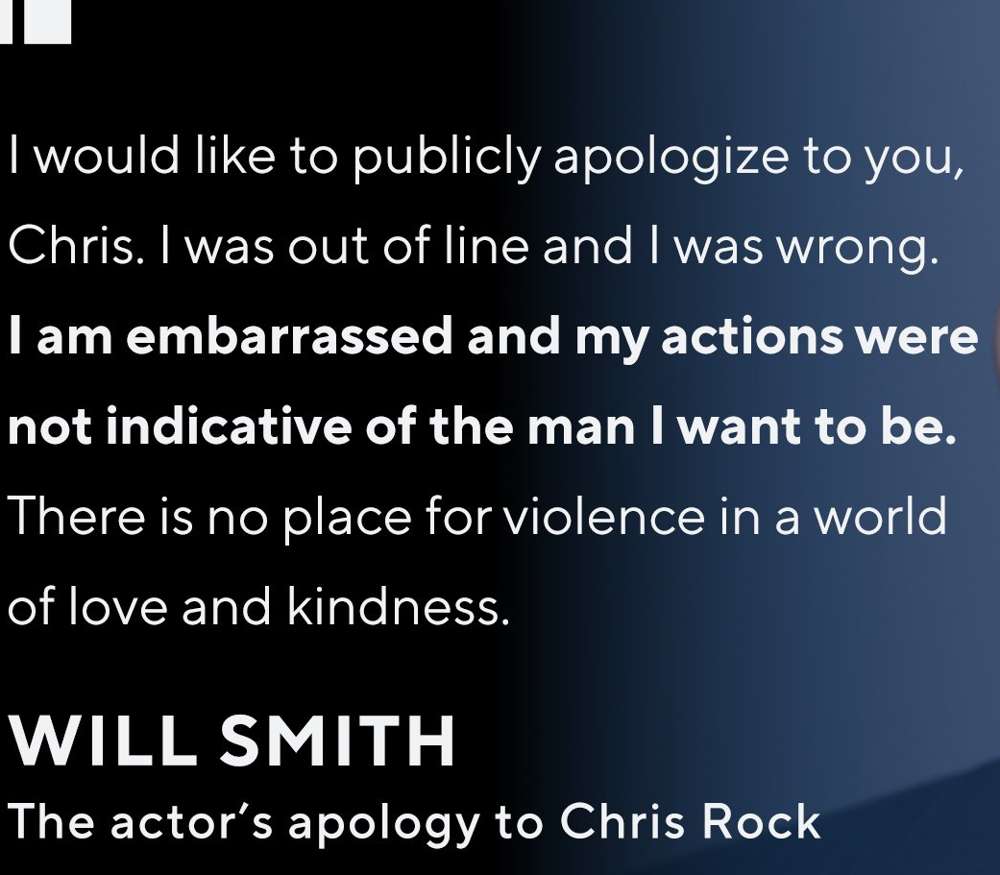 I would like to publicly apologize to you,
Chris. I was out of line and I was wrong.
I am embarrassed and my actions were
not indicative of the man I want to be.
There is no place for violence in a world
of love and kindness.
WILL SMITH
The actor’s apology to Chris Rock